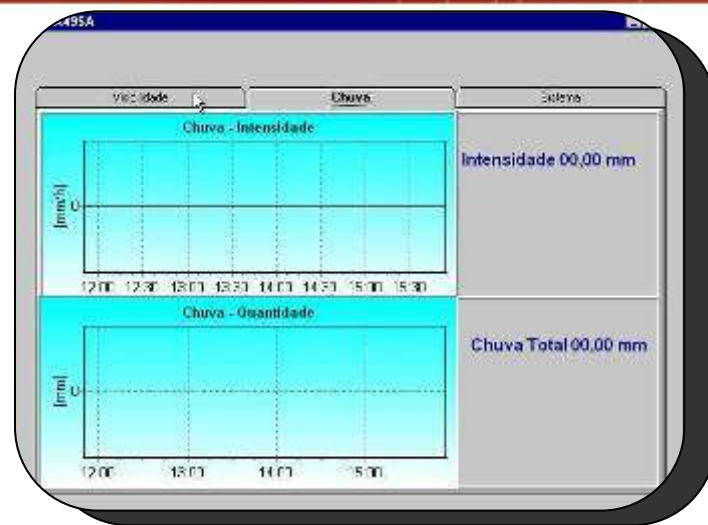 495A
Visibilidade Chuva Sistema
Chuva - Intensidade
Intensidade 00,00 mm
[mm/h]
0
12:00 12:30 13:00 13:30 14:00 14:30 15:00 15:30
Chuva - Quantidade
Chuva Total 00,00 mm
[mm]
0
12:00 13:00 14:00 15:00